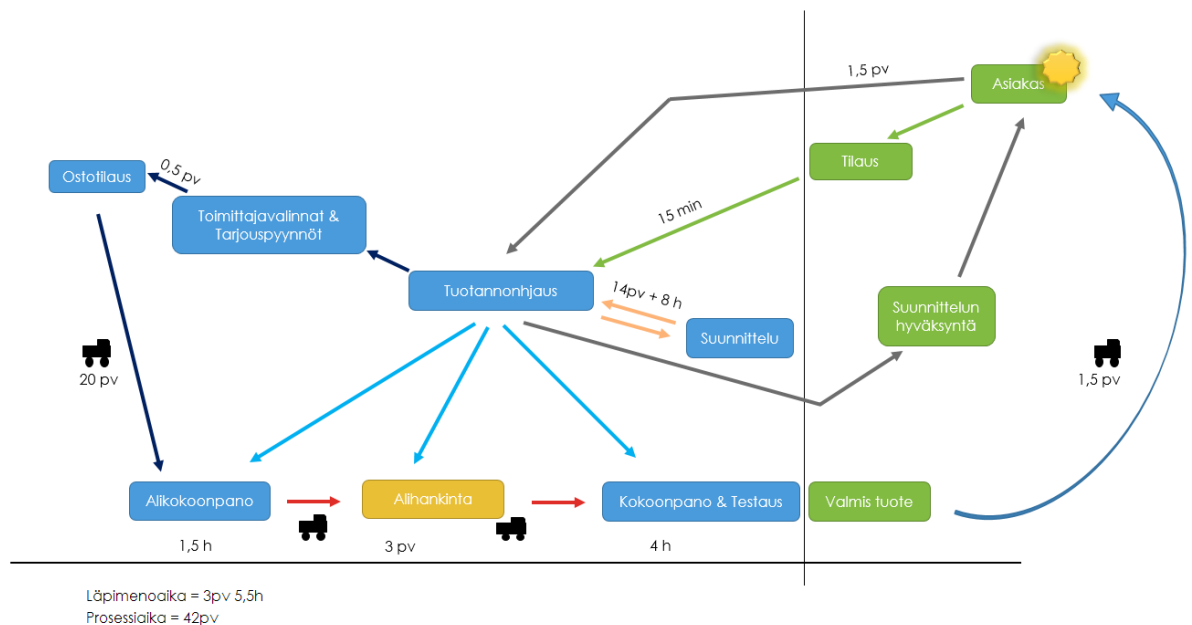 1,5 pv
Asiakas
Tilaus
Ostotilaus
0,5 pv
Toimittajavalinnat &
Tarjouspyynnöt
15 min
Tuotannonhjaus
14pv + 8 h
Suunnittelu
Suunnittelun
hyväksyntä
20 pv
1,5 pv
Alikokoonpano
Alihankinta
Kokoonpano & Testaus
Valmis tuote
1,5 h
3 pv
4 h
Läpimenoaika = 3pv 5,5h
Prosessiaika = 42pv